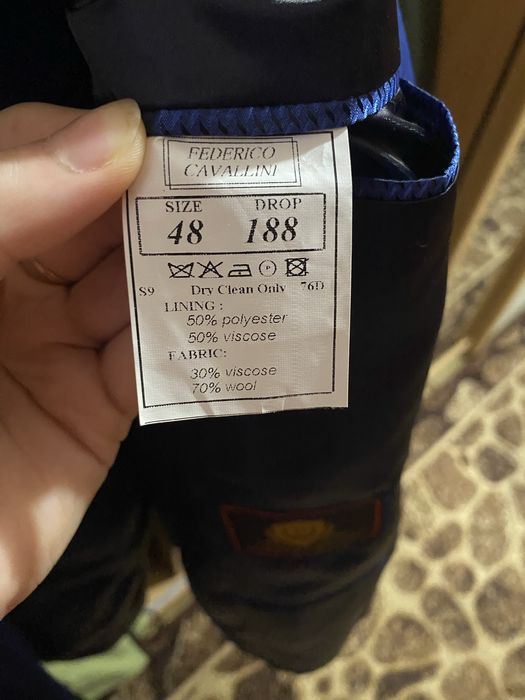 FEDERICO
CAVALLINI
SIZE DROP
48 188
S9 Dry Clean Only 76D
LINING :
50% polyester
50% viscose
FABRIC:
30% viscose
70% wool